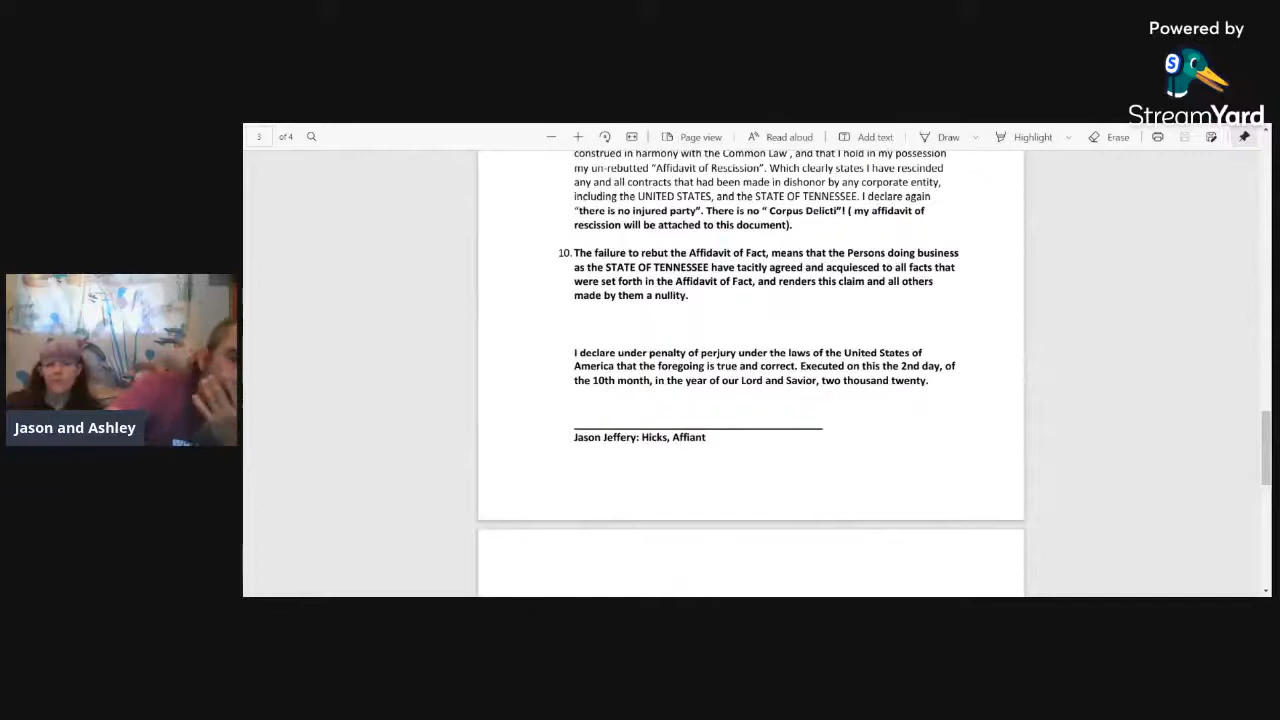 Powered by
S
StreamYard
3 of 4
Page view
Read aloud
Add text
Draw
Highlight
Erase
construed in harmony with the Common Law , and that I hold in my possession
my un-rebutted “Affidavit of Rescission”. Which clearly states I have rescinded
any and all contracts that had been made in dishonor by any corporate entity,
including the UNITED STATES, and the STATE OF TENNESSEE. I declare again
“there is no injured party”. There is no “ Corpus Delicti”! ( my affidavit of
rescission will be attached to this document).
10. The failure to rebut the Affidavit of Fact, means that the Persons doing business
as the STATE OF TENNESSEE have tacitly agreed and acquiesced to all facts that
were set forth in the Affidavit of Fact, and renders this claim and all others
made by them a nullity.
I declare under penalty of perjury under the laws of the United States of
America that the foregoing is true and correct. Executed on this the 2nd day, of
the 10th month, in the year of our Lord and Savior, two thousand twenty.
Jason Jeffery: Hicks, Affiant
Jason and Ashley